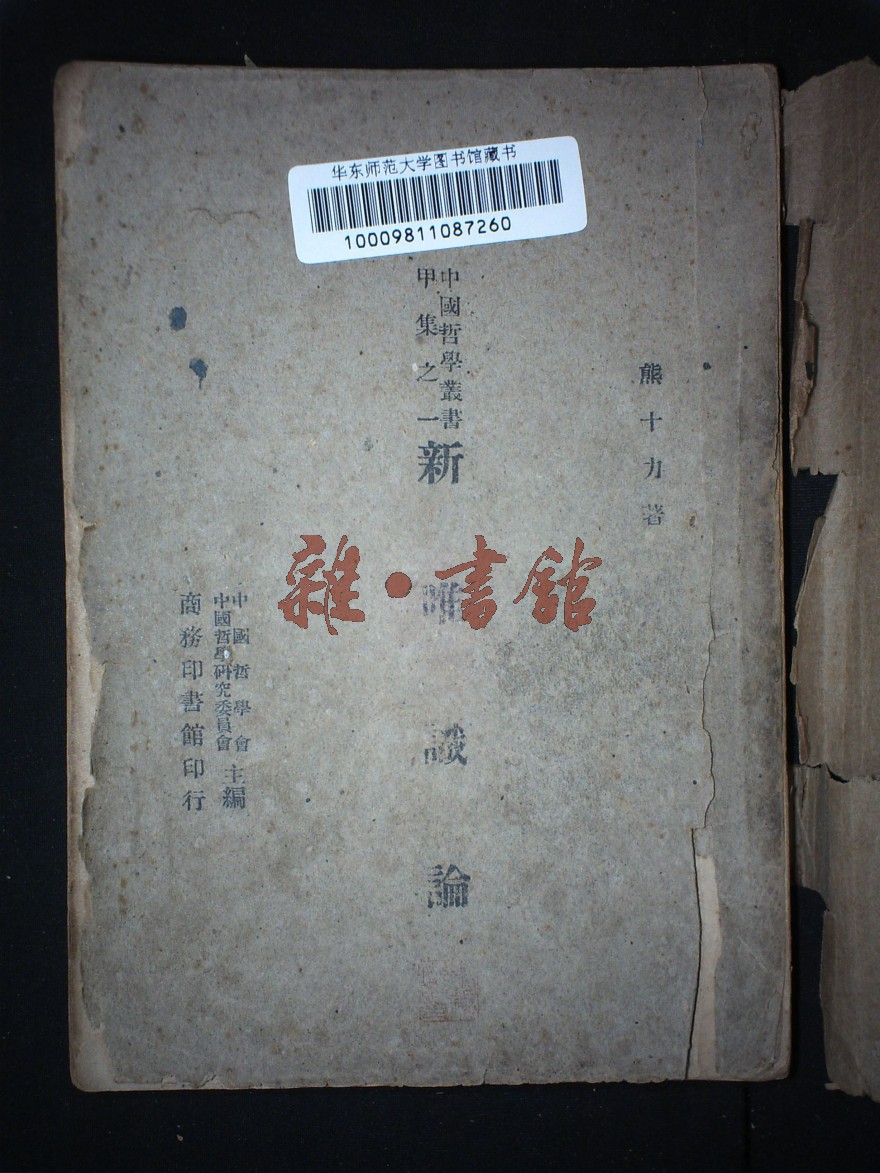 华东师范大学图书馆藏书
10009811087260
熊十力著
中國哲學叢書
甲集之一
新唯識論
中國哲學會
中國哲學研究委員會
主編
商務印書館印行
雜·書館